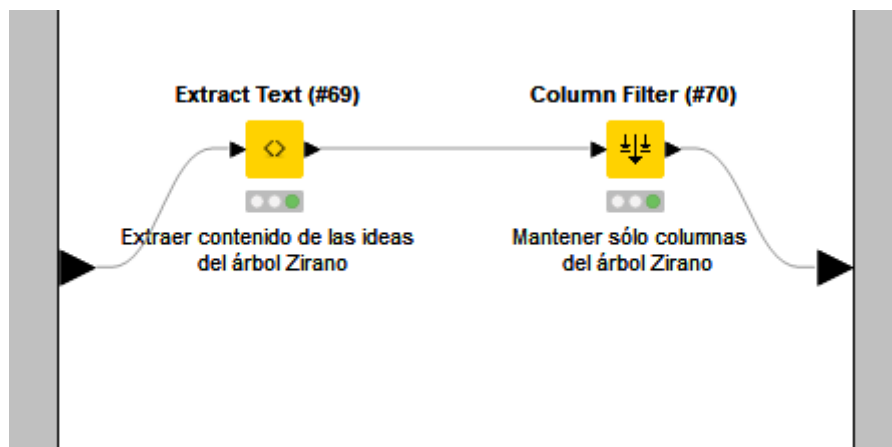 Extract Text (#69)
Column Filter (#70)
Extraer contenido de las ideas
del árbol Zirano
Mantener sólo columnas
del árbol Zirano